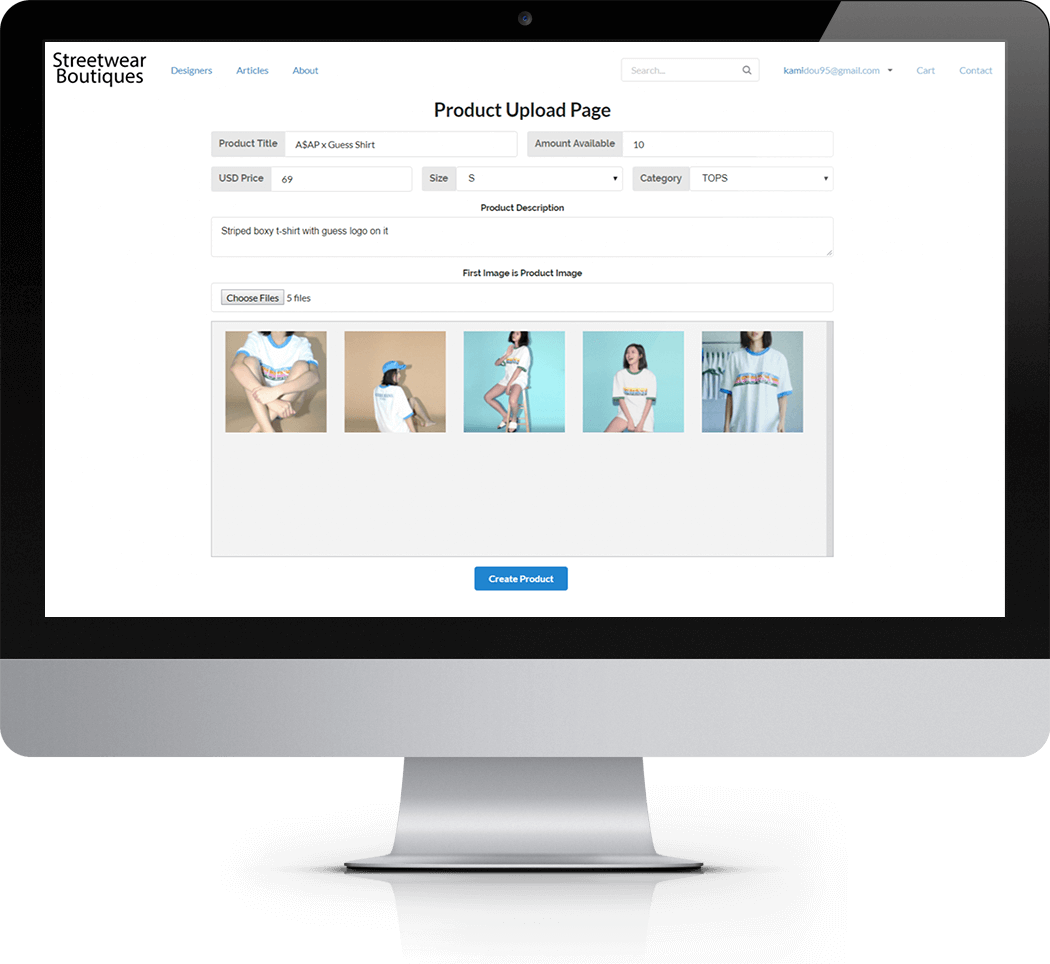 Streetwear
Boutiques
Designers Articles About
Search...
kamidou95@gmail.com
Cart
Contact
Product Upload Page
Product Title A$AP x Guess Shirt
Amount Available 10
USD Price 69
Size S
Category TOPS
Product Description
Striped boxy t-shirt with guess logo on it
First Image is Product Image
Choose Files 5 files
Create Product